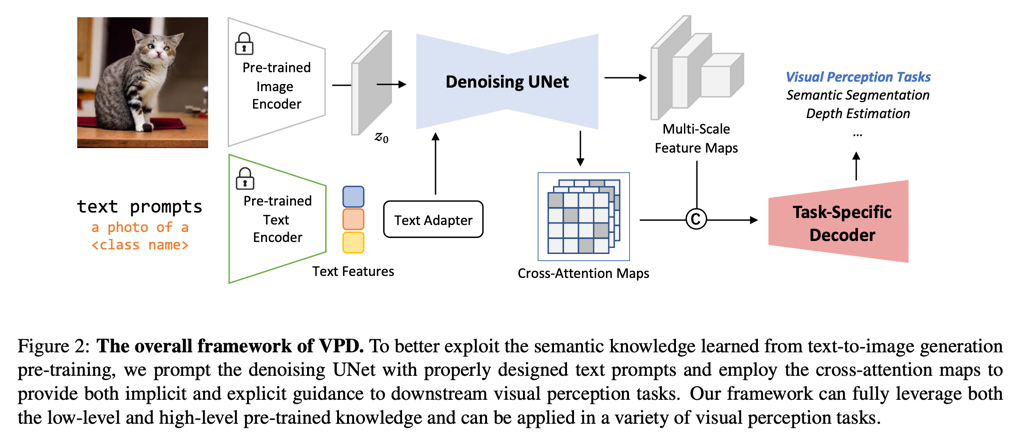 Pre-trained
Image
Encoder
z0
Denoising UNet
Multi-Scale
Feature Maps
Visual Perception Tasks
Semantic Segmentation
Depth Estimation
...
text prompts
a photo of a
<class name>
Pre-trained
Text
Encoder
Text Features
Text Adapter
Cross-Attention Maps
C
Task-Specific
Decoder
Figure 2: The overall framework of VPD. To better exploit the semantic knowledge learned from text-to-image generation
pre-training, we prompt the denoising UNet with properly designed text prompts and employ the cross-attention maps to
provide both implicit and explicit guidance to downstream visual perception tasks. Our framework can fully leverage both
the low-level and high-level pre-trained knowledge and can be applied in a variety of visual perception tasks.